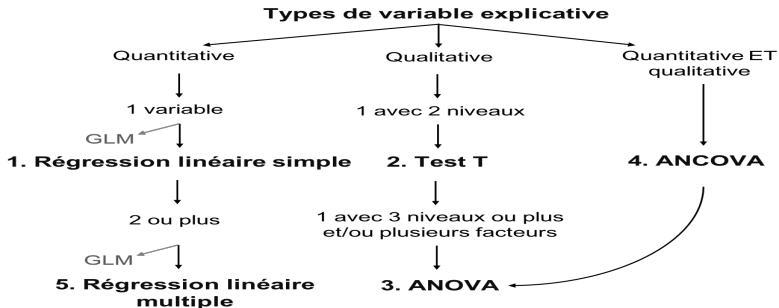 Types de variable explicative
Quantitative
Qualitative
Quantitative ET
qualitative
1 variable
1 avec 2 niveaux
GLM
1. Régression linéaire simple
2. Test T
4. ANCOVA
2 ou plus
1 avec 3 niveaux ou plus
et/ou plusieurs facteurs
GLM
5. Régression linéaire
multiple
3. ANOVA